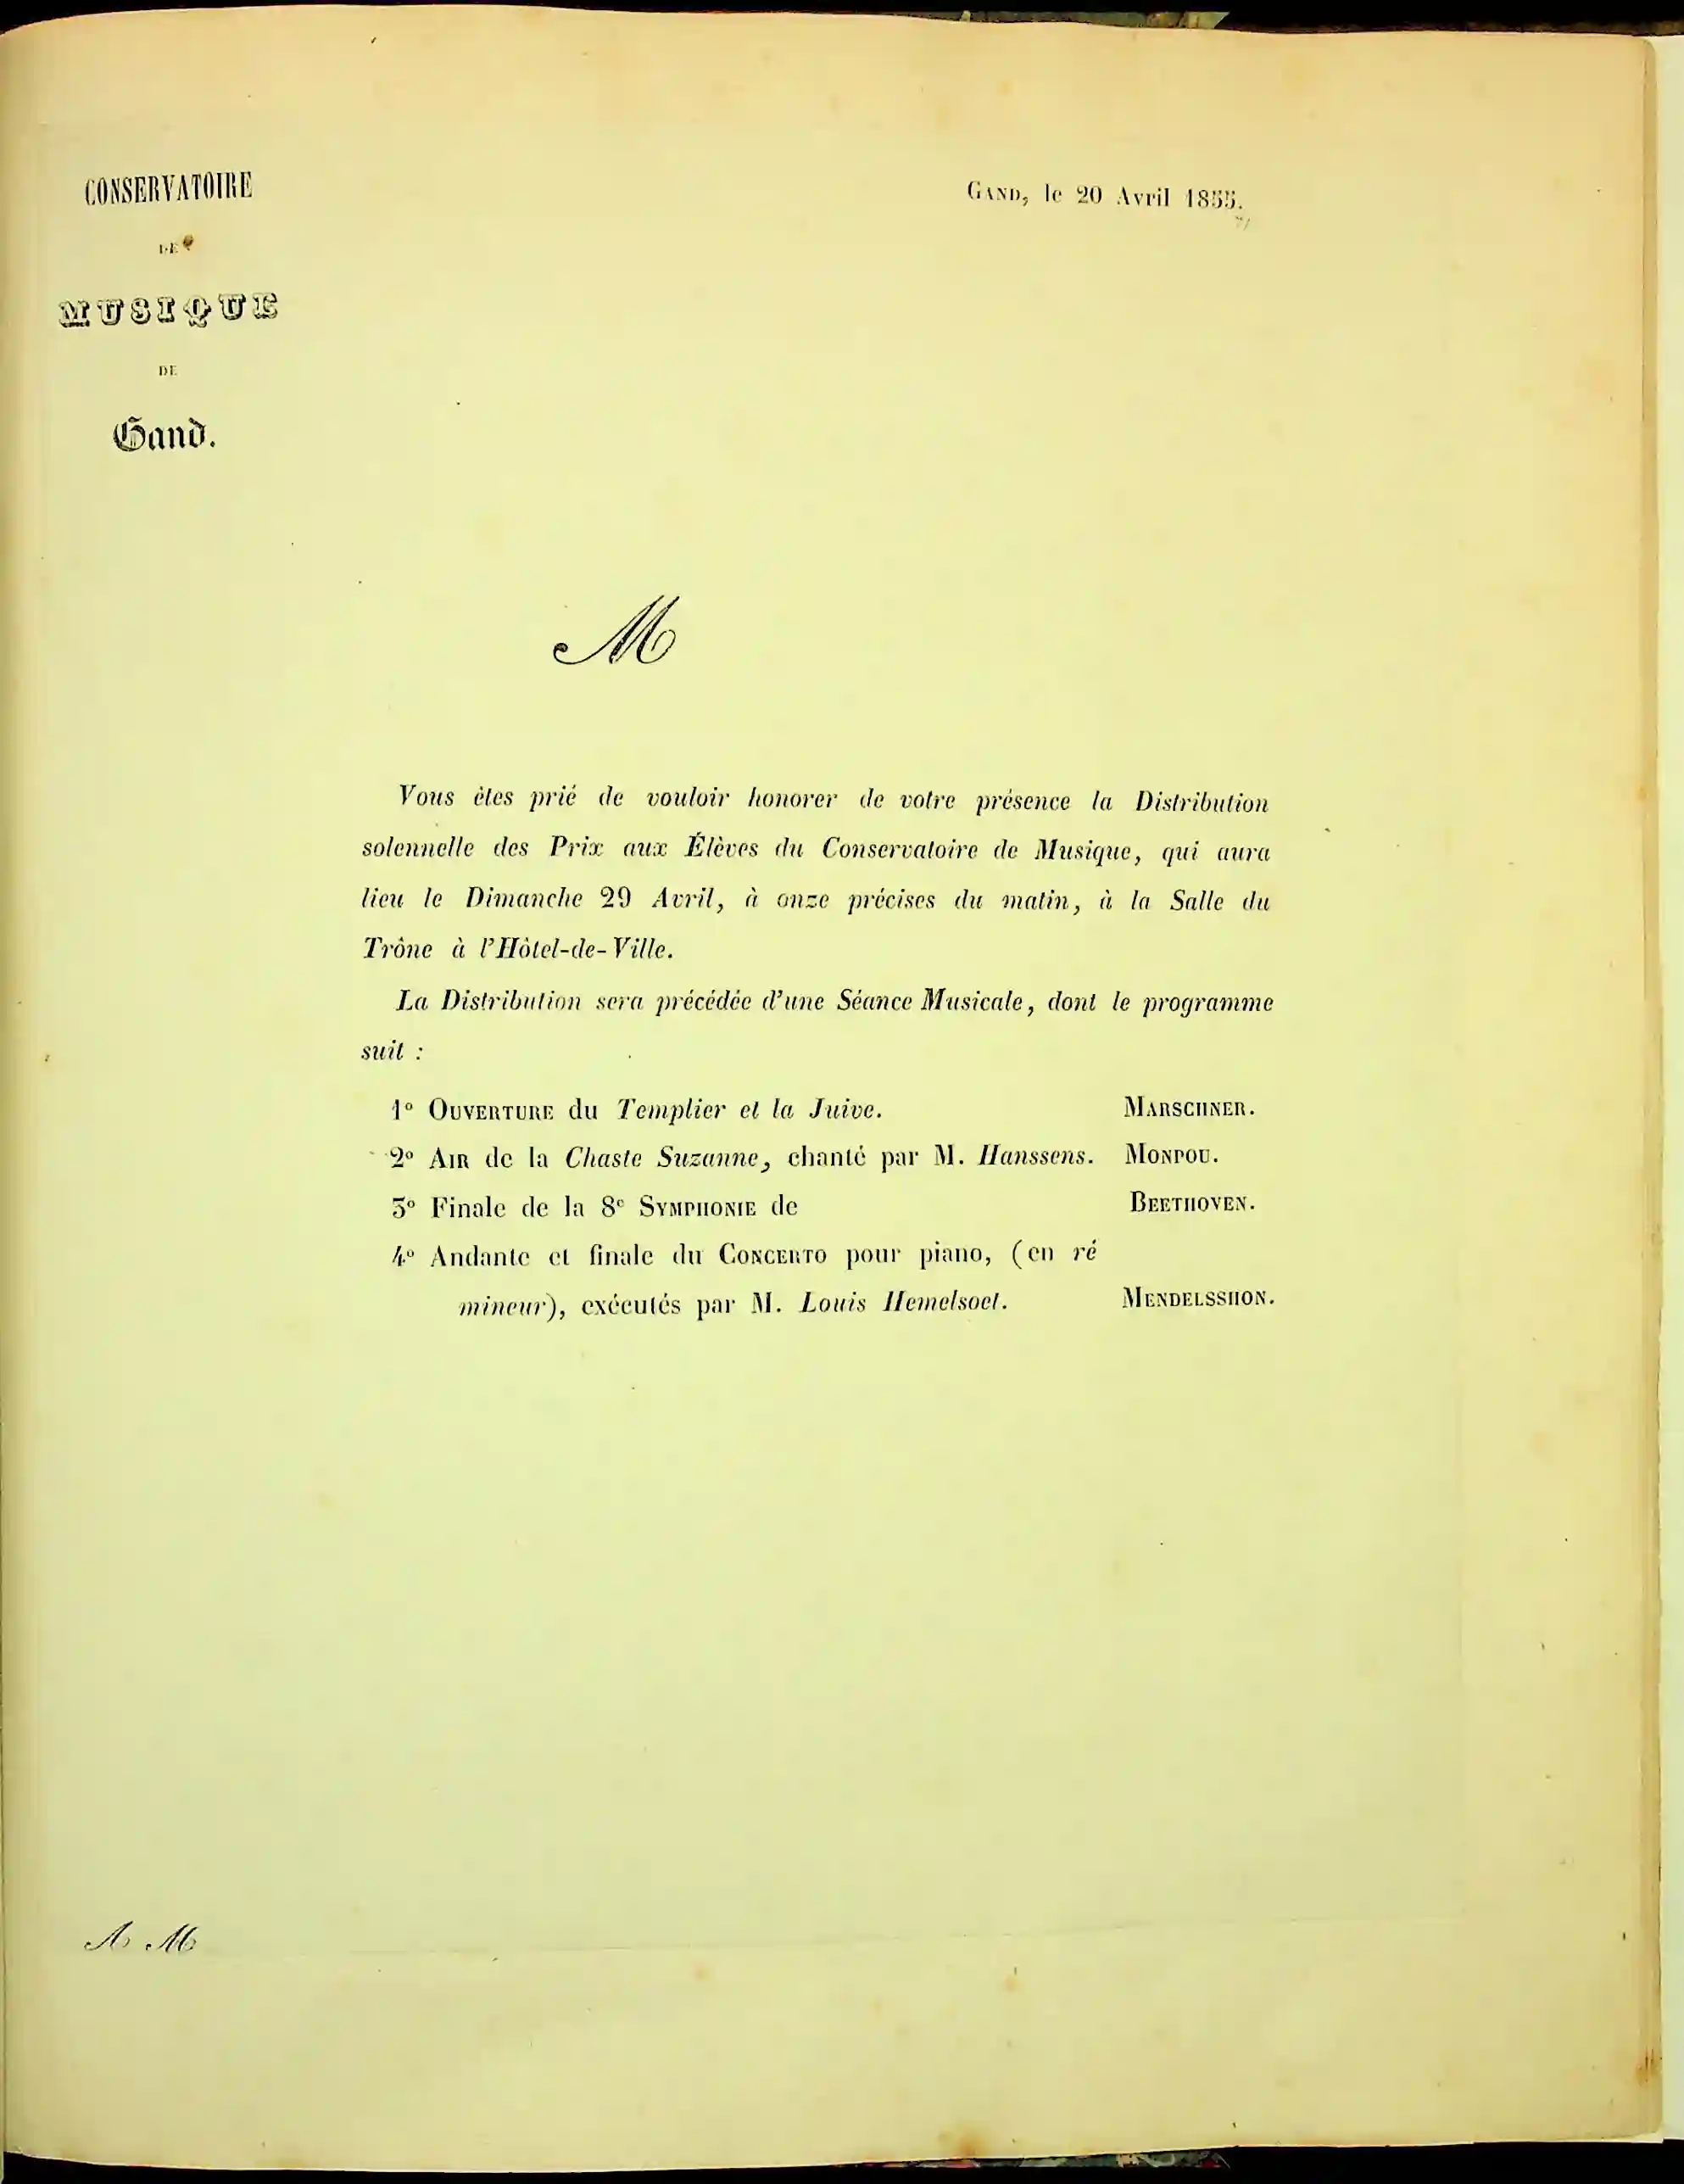 CONSERVATOIRE
DE
MUSIQUE
DE
Gand.
GAND, le 20 Avril 1855.
M
Vous êtes prié de vouloir honorer de votre présence la Distribution
solennelle des Prix aux Élèves du Conservatoire de Musique, qui aura
lieu le Dimanche 29 Avril, à onze précises du matin, à la Salle du
Trône à l'Hôtel-de-Ville.
La Distribution sera précédée d'une Séance Musicale, dont le programme
suit :
1° OUVERTURE du Templier et la Juive. MARSCHNER.
2° AIR de la Chaste Suzanne, chanté par M. Hanssens. MONPOU.
3° Finale de la 8e SYMPHONIE de BEETHOVEN.
4° Andante et finale du CONCERTO pour piano, (en ré
mineur), exécutés par M. Louis Hemelsoet. MENDELSSHON.
A M